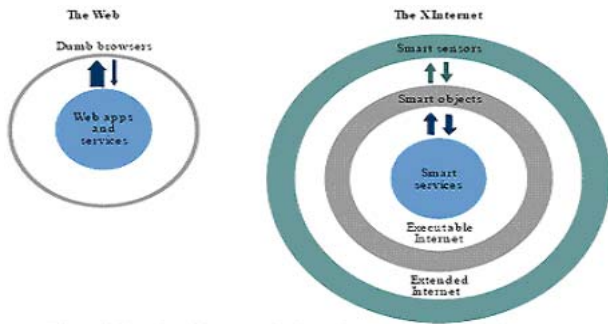 The Web
Dumb browsers
Web apps
and
services
The XInternet
Smart sensors
Smart objects
Smart
services
Executable
Internet
Extended
Internet